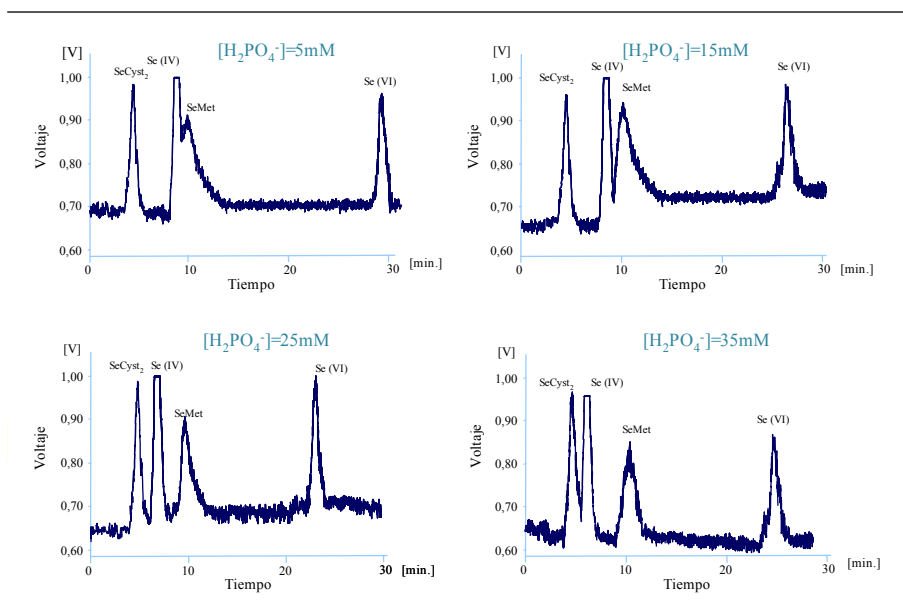 [H₂PO₄⁻]=5mM
[V]
SeCyst₂
Se (IV)
SeMet
Se (VI)
1,00
0,90
0,80
0,70
0,60
Voltaje
0
10
20
30
[min.]
Tiempo
[H₂PO₄⁻]=15mM
[V]
SeCyst₂
Se (IV)
SeMet
Se (VI)
1,00
0,90
0,80
0,70
0,60
Voltaje
0
10
20
30
[min.]
Tiempo
[H₂PO₄⁻]=25mM
[V]
SeCyst₂
Se (IV)
SeMet
Se (VI)
1,00
0,90
0,80
0,70
0,60
Voltaje
0
10
20
30
[min.]
Tiempo
[H₂PO₄⁻]=35mM
[V]
SeCyst₂
Se (IV)
SeMet
Se (VI)
1,00
0,90
0,80
0,70
0,60
Voltaje
0
10
20
30
[min.]
Tiempo